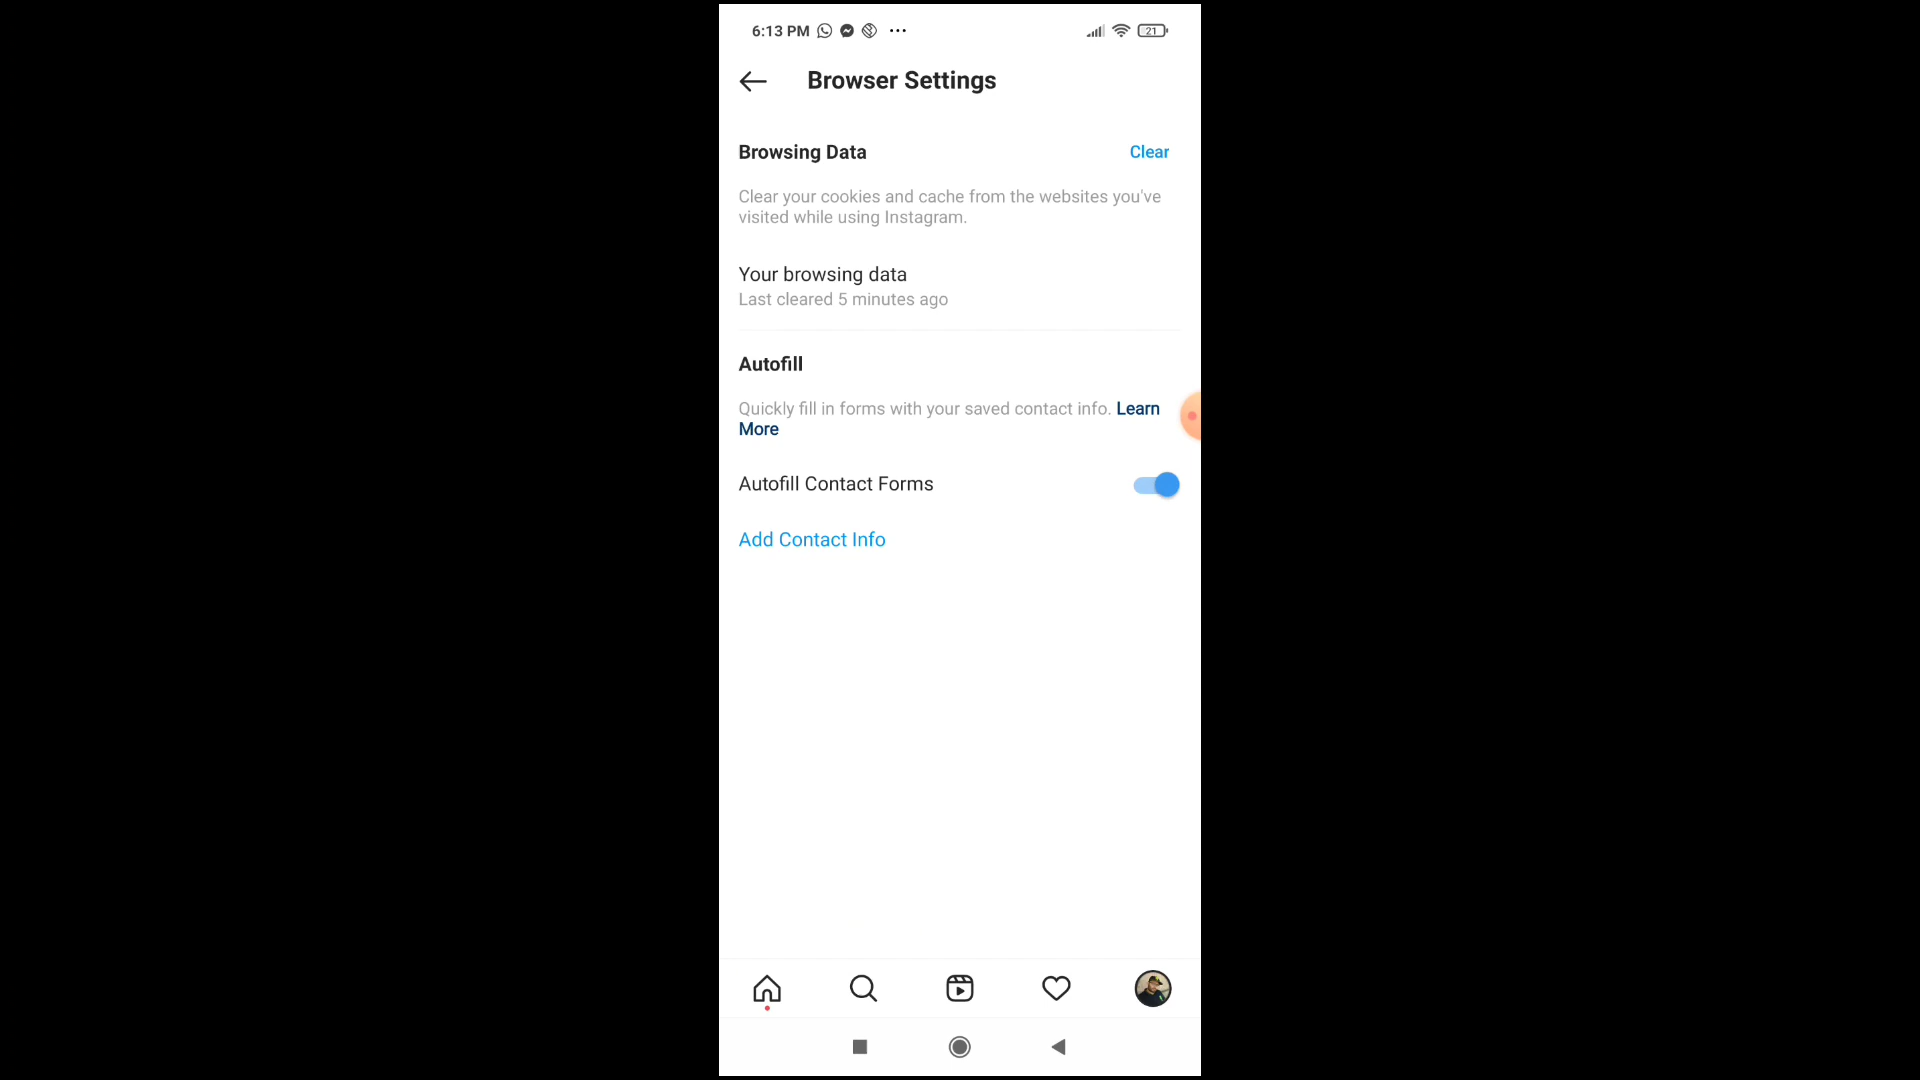 6:13 PM
21
Browser Settings
Browsing Data
Clear
Clear your cookies and cache from the websites you've
visited while using Instagram.
Your browsing data
Last cleared 5 minutes ago
Autofill
Quickly fill in forms with your saved contact info. Learn
More
Autofill Contact Forms
Add Contact Info